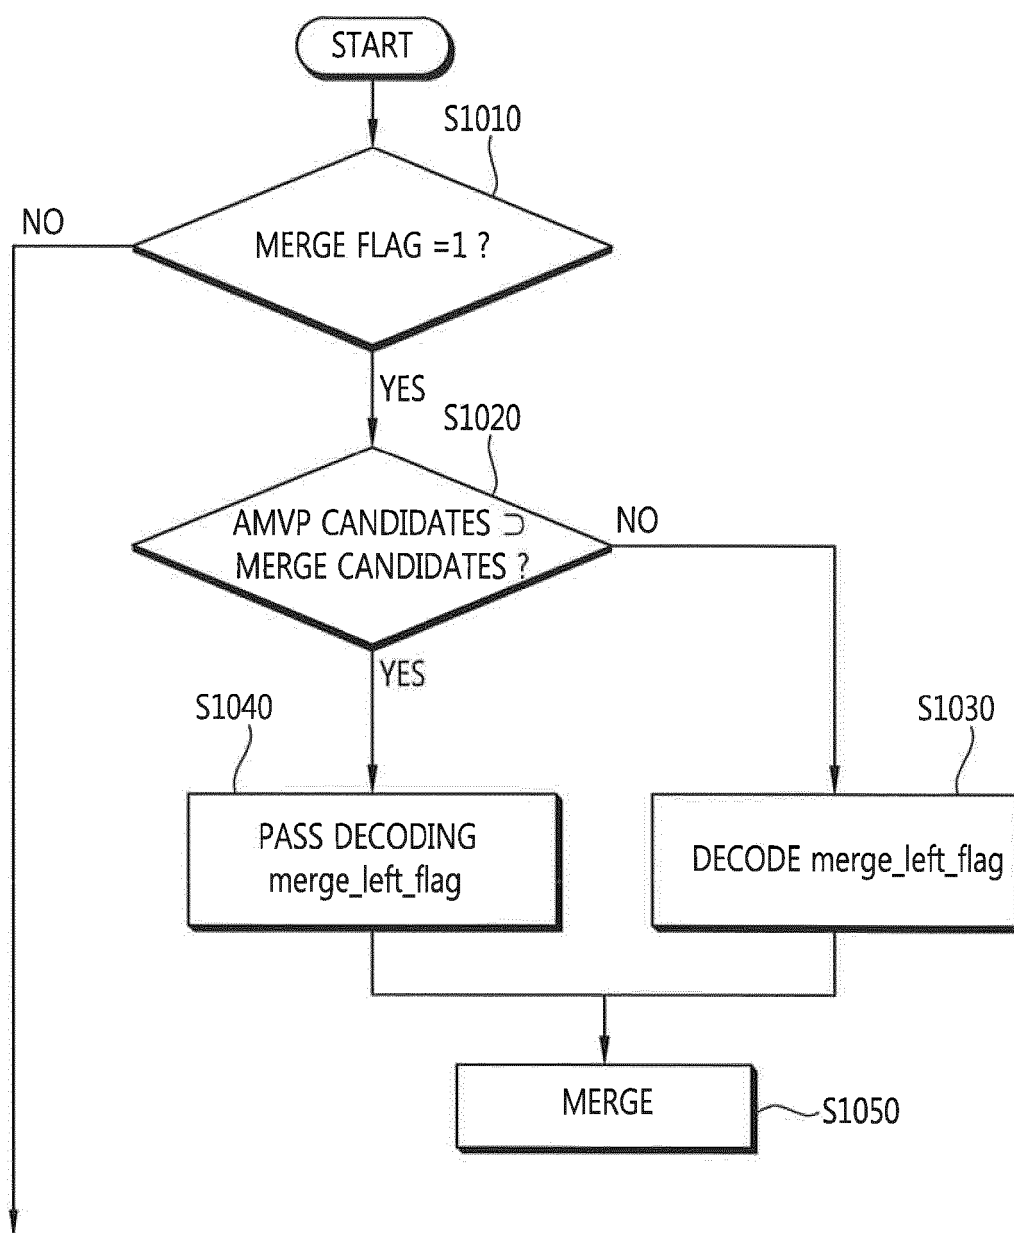 START
S1010
NO
MERGE FLAG =1 ?
YES
S1020
AMVP CANDIDATES ⊃
MERGE CANDIDATES ?
NO
YES
S1040
S1030
PASS DECODING
merge_left_flag
DECODE merge_left_flag
MERGE
S1050